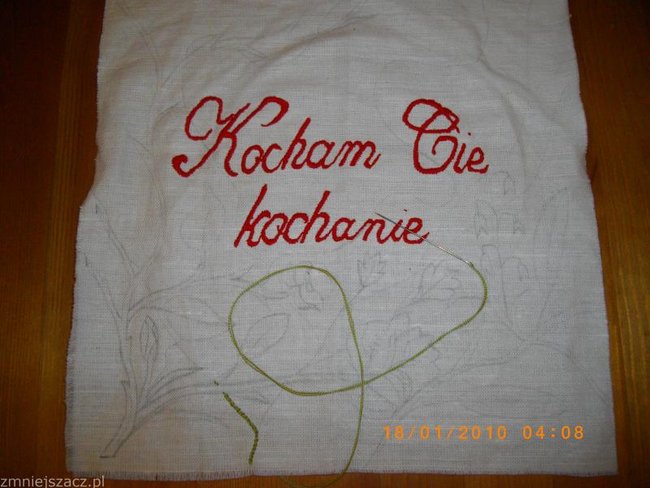 Kocham Cie
kochanie
18/01/2010 04:08
zmniejszacz.pl